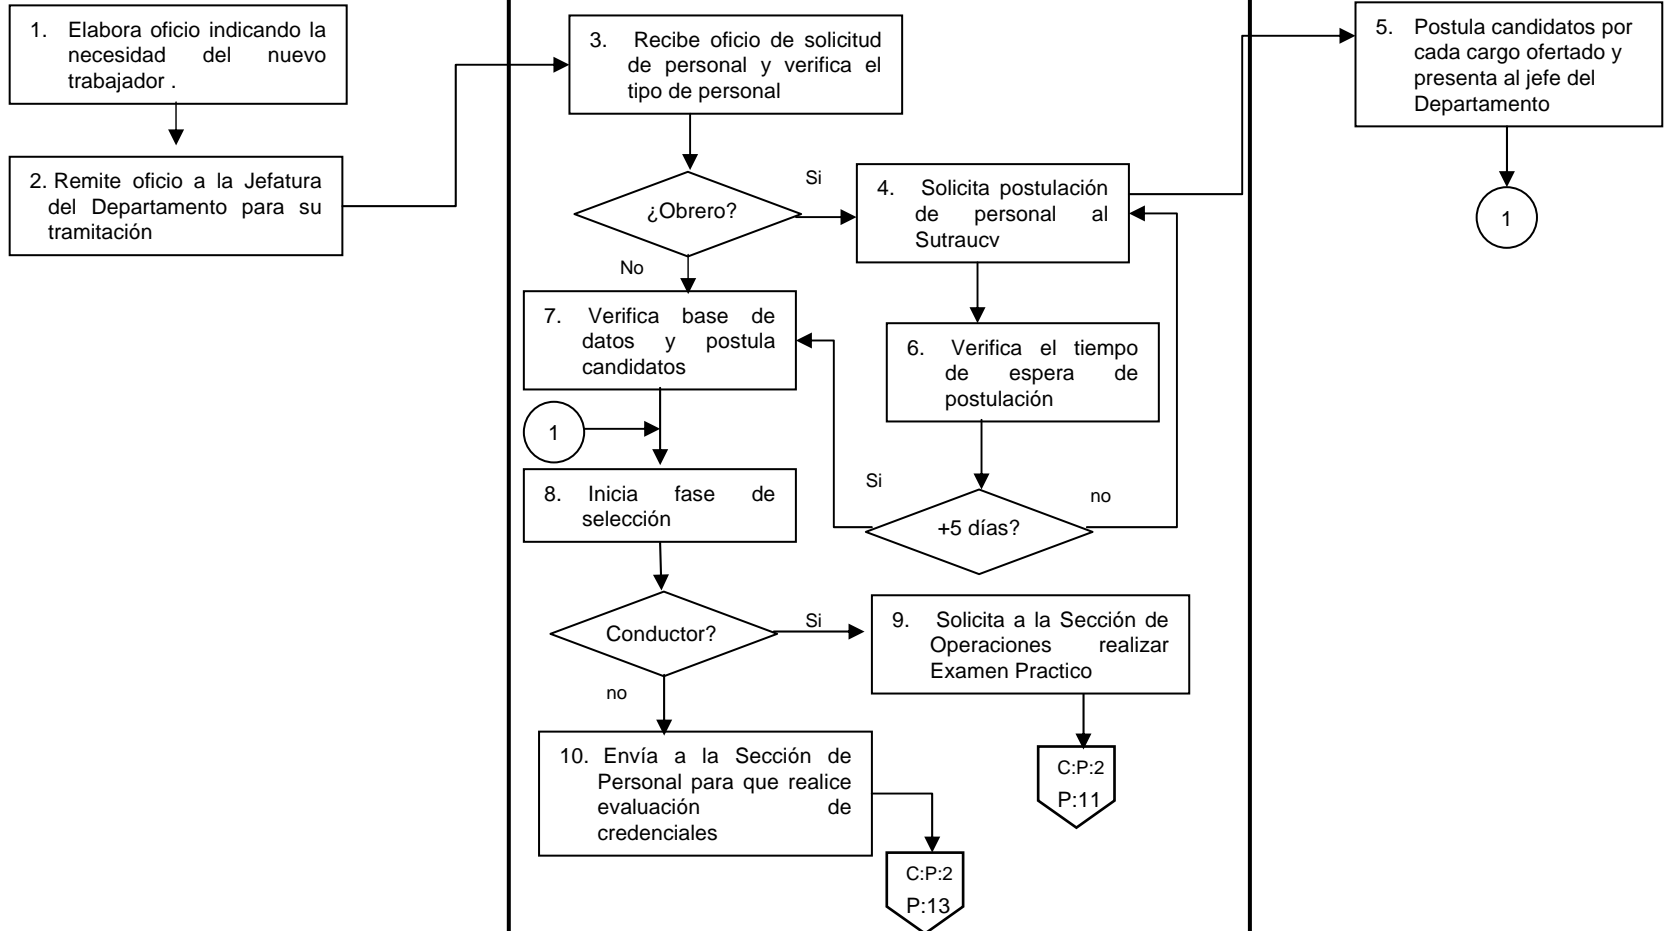 1. Elabora oficio indicando la
necesidad del nuevo
trabajador .
2. Remite oficio a la Jefatura
del Departamento para su
tramitación
3. Recibe oficio de solicitud
de personal y verifica el
tipo de personal
¿Obrero?
Si
No
4. Solicita postulación
de personal al
Sutraucv
5. Postula candidatos por
cada cargo ofertado y
presenta al jefe del
Departamento
1
6. Verifica el tiempo
de espera de
postulación
+5 días?
Si
no
7. Verifica base de
datos y postula
candidatos
1
8. Inicia fase de
selección
Conductor?
Si
no
9. Solicita a la Sección de
Operaciones realizar
Examen Practico
C:P:2
P:11
10. Envía a la Sección de
Personal para que realice
evaluación de
credenciales
C:P:2
P:13